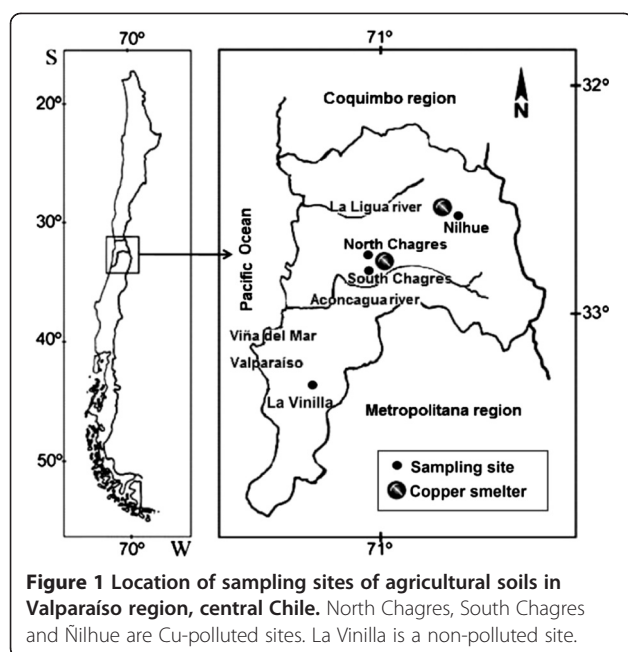 70°
S
20°
30°
40°
50°
70°
W
71°
32°
Coquimbo region
N
La Ligua river
Nilhue
North Chagres
Pacific Ocean
South Chagres
Aconcagua river
33°
Viña del Mar
Valparaíso
La Vinilla
Metropolitana region
Sampling site
Copper smelter
71°
Figure 1 Location of sampling sites of agricultural soils in
Valparaíso region, central Chile. North Chagres, South Chagres
and Ñilhue are Cu-polluted sites. La Vinilla is a non-polluted site.